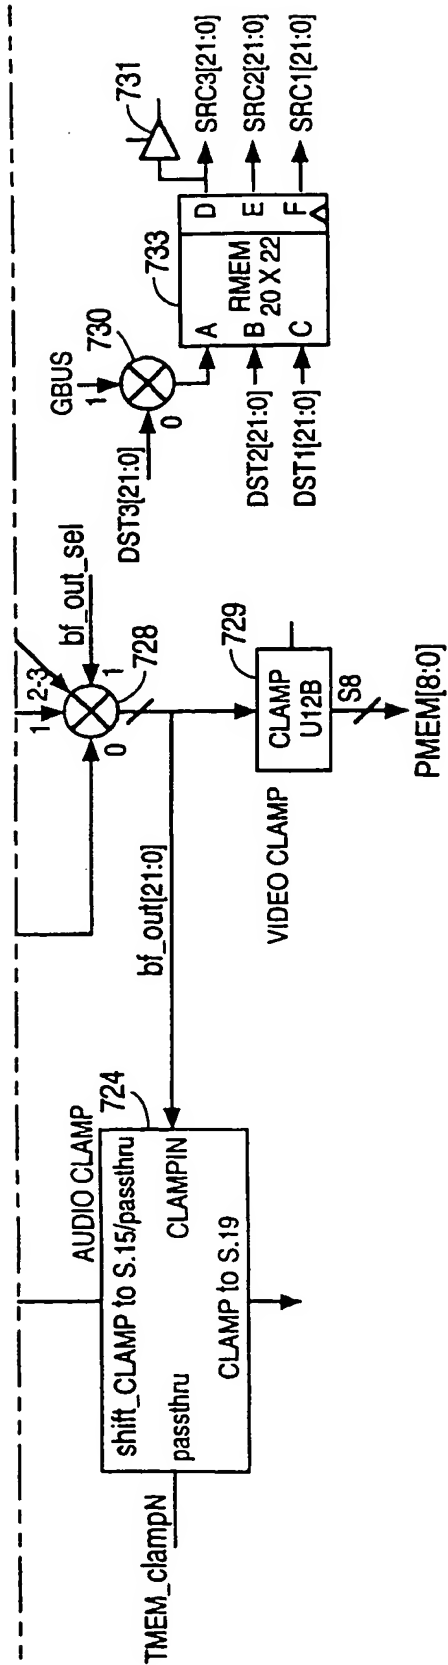 TMEM_clampN
AUDIO CLAMP
724
shift_CLAMP to S.15/passthru
passthru
CLAMPIN
CLAMP to S.19
bf_out[21:0]
1
2-3
bf_out_sel
0
1
728
VIDEO CLAMP
729
CLAMP
U12B
S8
PMEM[8:0]
GBUS
1
730
0
DST3[21:0]
DST2[21:0]
DST1[21:0]
733
A
B
C
RMEM
20 X 22
D
E
F
731
SRC3[21:0]
SRC2[21:0]
SRC1[21:0]